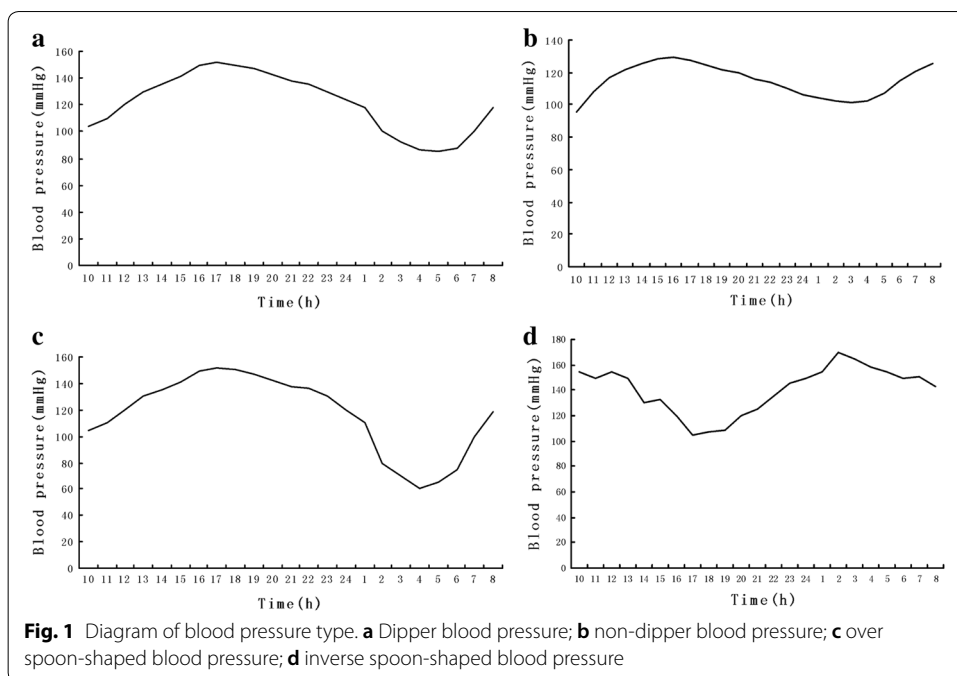 a
160
140
120
100
80
60
40
20
0
Blood pressure(mmHg)
10 11 12 13 14 15 16 17 18 19 20 21 22 23 24 1 2 3 4 5 6 7 8
Time(h)
b
140
120
100
80
60
40
20
0
Blood pressure(mmHg)
10 11 12 13 14 15 16 17 18 19 20 21 22 23 24 1 2 3 4 5 6 7 8
Time(h)
c
160
140
120
100
80
60
40
20
0
Blood pressure(mmHg)
10 11 12 13 14 15 16 17 18 19 20 21 22 23 24 1 2 3 4 5 6 7 8
Time(h)
d
180
160
140
120
100
80
60
40
20
0
Blood pressure(mmHg)
10 11 12 13 14 15 16 17 18 19 20 21 22 23 24 1 2 3 4 5 6 7 8
Time(h)
Fig. 1 Diagram of blood pressure type. a Dipper blood pressure; b non-dipper blood pressure; c over
spoon-shaped blood pressure; d inverse spoon-shaped blood pressure